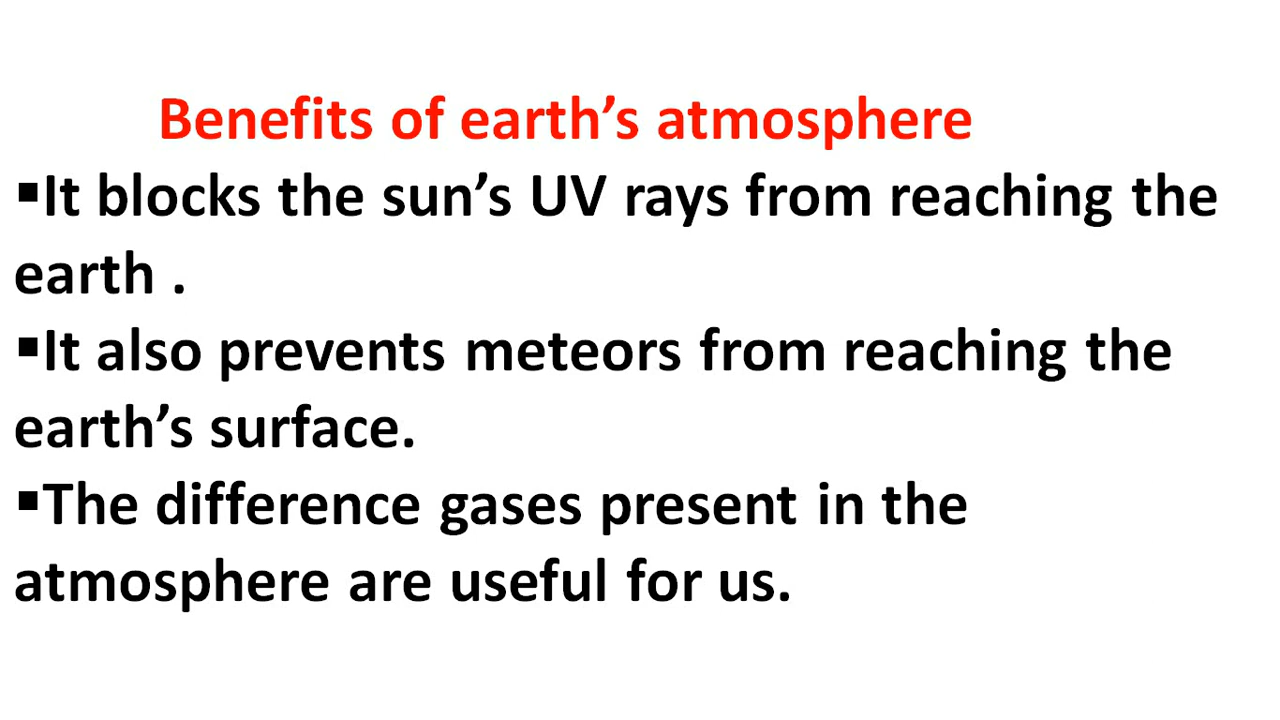 Benefits of earth’s atmosphere
▪It blocks the sun’s UV rays from reaching the
earth .
▪It also prevents meteors from reaching the
earth’s surface.
▪The difference gases present in the
atmosphere are useful for us.